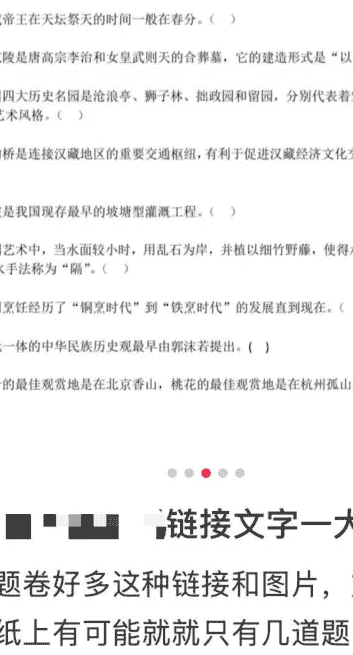 帝王在天坛祭天的时间一般在春分。（ ）
陵是唐高宗李治和女皇武则天的合葬墓，它的建造形式是“以
四大历史名园是沧浪亭、狮子林、拙政园和留园，分别代表着
艺术风格。（ ）
桥是连接汉藏地区的重要交通枢纽，有利于促进汉藏经济文化
是我国现存最早的坡塘型灌溉工程。（ ）
艺术中，当水面较小时，用乱石为岸，并植以细竹野藤，使得
水手法称为“隔”。（ ）
烹饪经历了“铜烹时代”到“铁烹时代”的发展直到现在。（
一体的中华民族历史观最早由郭沫若提出。( )
的最佳观赏地是在北京香山，桃花的最佳观赏地是在杭州孤山
链接文字一大
题卷好多这种链接和图片，
纸上有可能就就只有几道题